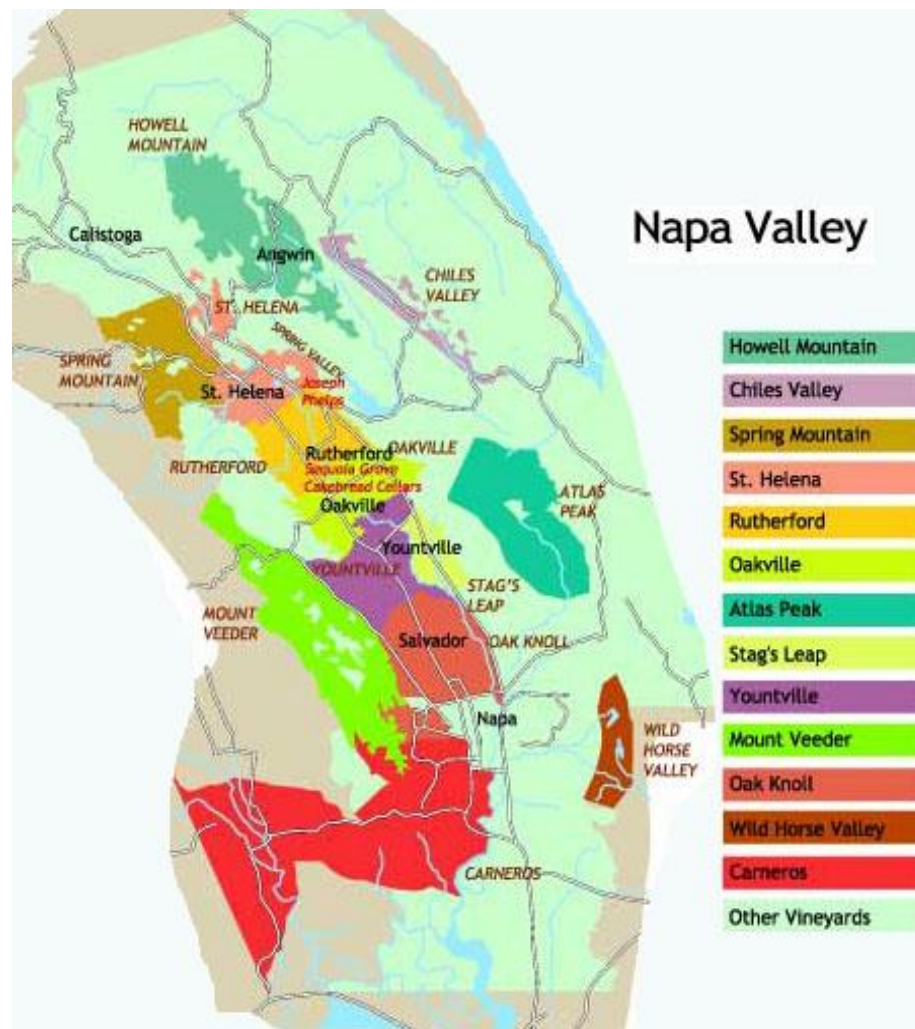 Napa Valley
HOWELL
MOUNTAIN
Calistoga
Angwin
CHILES
VALLEY
ST. HELENA
SPRING VALLEY
SPRING
MOUNTAIN
St. Helena
Joseph
Phelps
RUTHERFORD
Rutherford
OAKVILLE
Sequoia Grove
Cakebread Cellars
Oakville
ATLAS
PEAK
Yountville
YOUNTVILLE
STAG'S
LEAP
MOUNT
VEEDER
Salvador
OAK KNOLL
Napa
WILD
HORSE
VALLEY
CARNEROS
Howell Mountain
Chiles Valley
Spring Mountain
St. Helena
Rutherford
Oakville
Atlas Peak
Stag's Leap
Yountville
Mount Veeder
Oak Knoll
Wild Horse Valley
Carneros
Other Vineyards